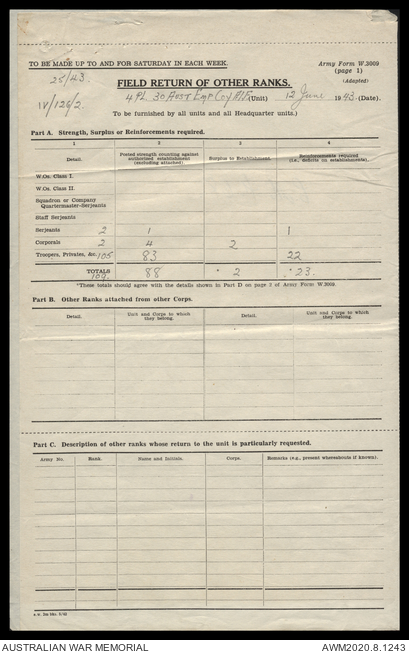 TO BE MADE UP TO AND FOR SATURDAY IN EACH WEEK.
Army Form W.3009
(page 1)
(Adapted)
25/43.
IV/126/2.
FIELD RETURN OF OTHER RANKS.
4 PL 30 AUST Emp Coy AIF (Unit) 12 June 1943 (Date).
To be furnished by all units and all Headquarter units.)
Part A. Strength, Surplus or Reinforcements required.
1 2 3 4
Detail. Posted strength counting against authorized establishment (excluding attached). Surplus to Establishment. Reinforcements required (i.e., deficits on establishments).
W.Os. Class I.
W.Os. Class II.
Squadron or Company
Quartermaster-Serjeants
Staff Serjeants
Serjeants 2 1 1
Corporals 2 4 2
Troopers, Privates, &c. 105 83 22
TOTALS 109. 88 * 2 * 23.
*These totals should agree with the details shown in Part D on page 3 of Army Form W.3009.
Part B. Other Ranks attached from other Corps.
Detail. Unit and Corps to which they belong. Detail. Unit and Corps to which they belong.
Part C. Description of other ranks whose return to the unit is particularly requested.
Army No. Rank. Name and Initials. Corps. Remarks (e.g., present whereabouts if known).
AUSTRALIAN WAR MEMORIAL
AWM2020.8.1243